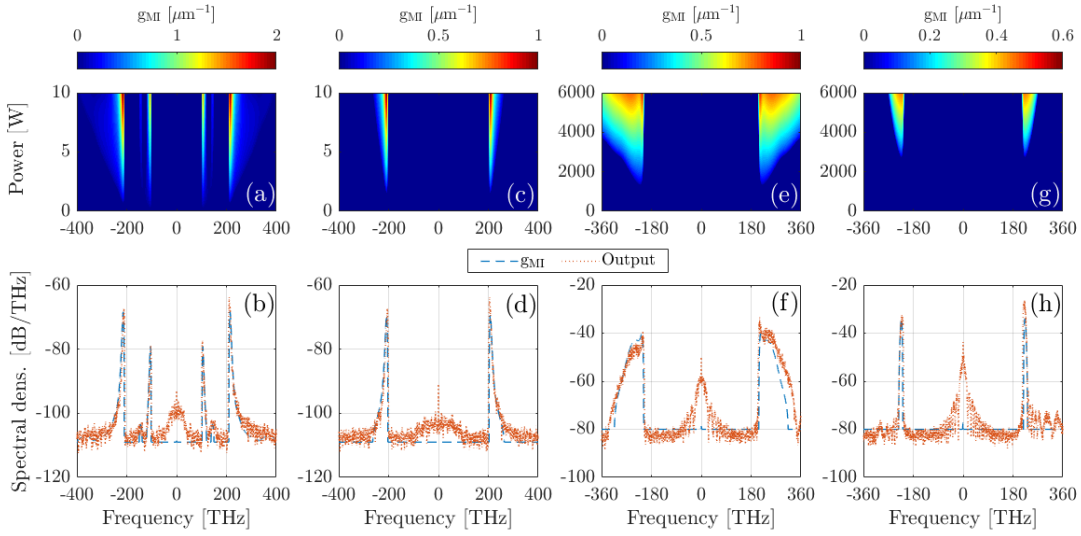 g_MI [μm⁻¹] g_MI [μm⁻¹] g_MI [μm⁻¹] g_MI [μm⁻¹]
0 1 2 0 0.5 1 0 0.5 1 0 0.2 0.4 0.6
Power [W]
10 5 0 (a) 10 5 0 (c) 6000 4000 2000 0 (e) 6000 4000 2000 0 (g)
-400 -200 0 200 400 -400 -200 0 200 400 -360 -180 0 180 360 -360 -180 0 180 360
g_MI Output
Spectral dens. [dB/THz]
-60 -80 -100 -120 (b) -60 -80 -100 -120 (d) -20 -40 -60 -80 -100 (f) -20 -40 -60 -80 -100 (h)
-400 -200 0 200 400 -400 -200 0 200 400 -360 -180 0 180 360 -360 -180 0 180 360
Frequency [THz] Frequency [THz] Frequency [THz] Frequency [THz]